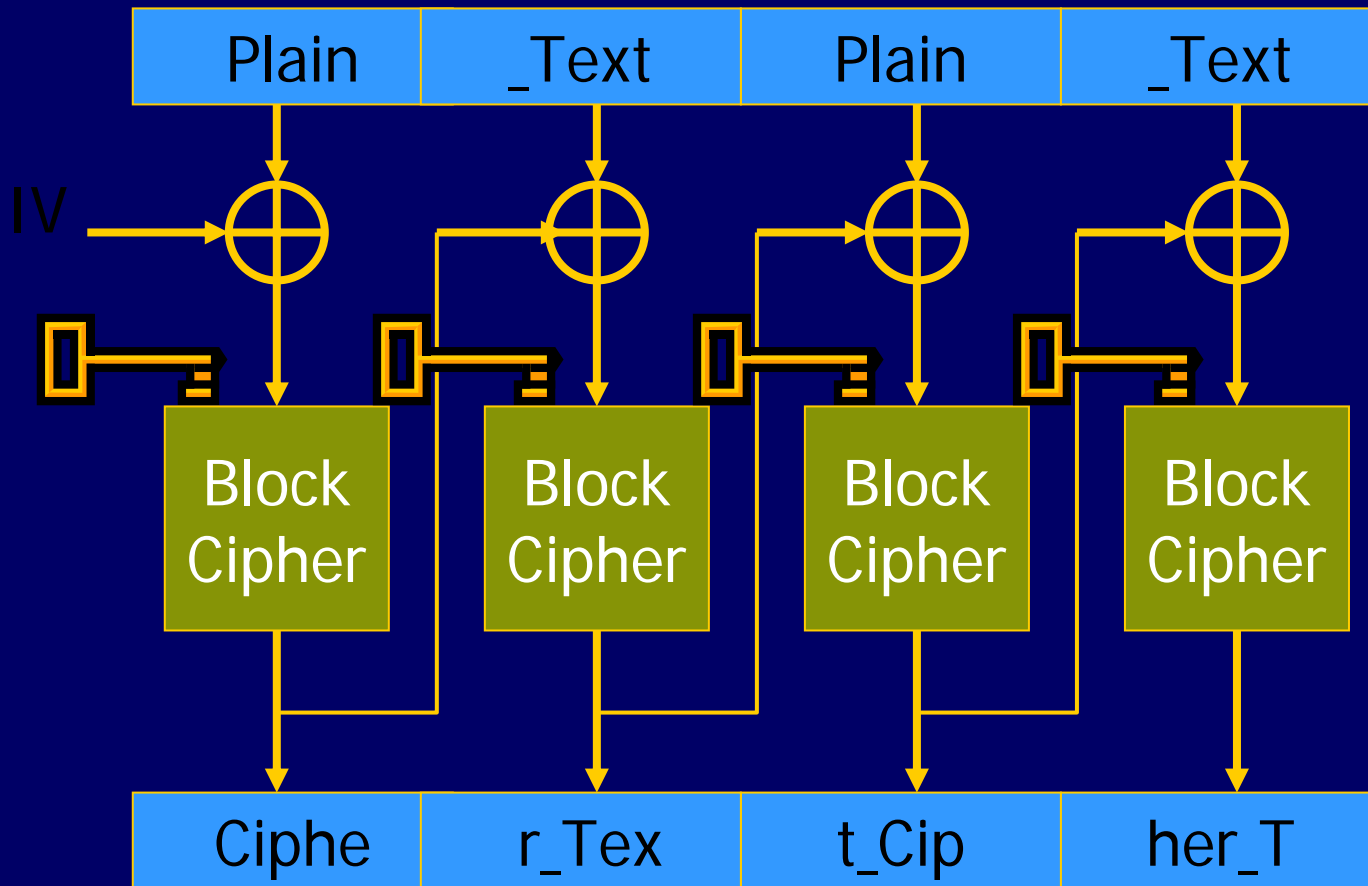 Plain _Text Plain _Text
IV
Block Block Block Block
Cipher Cipher Cipher Cipher
Ciphe r_Tex t_Cip her_T